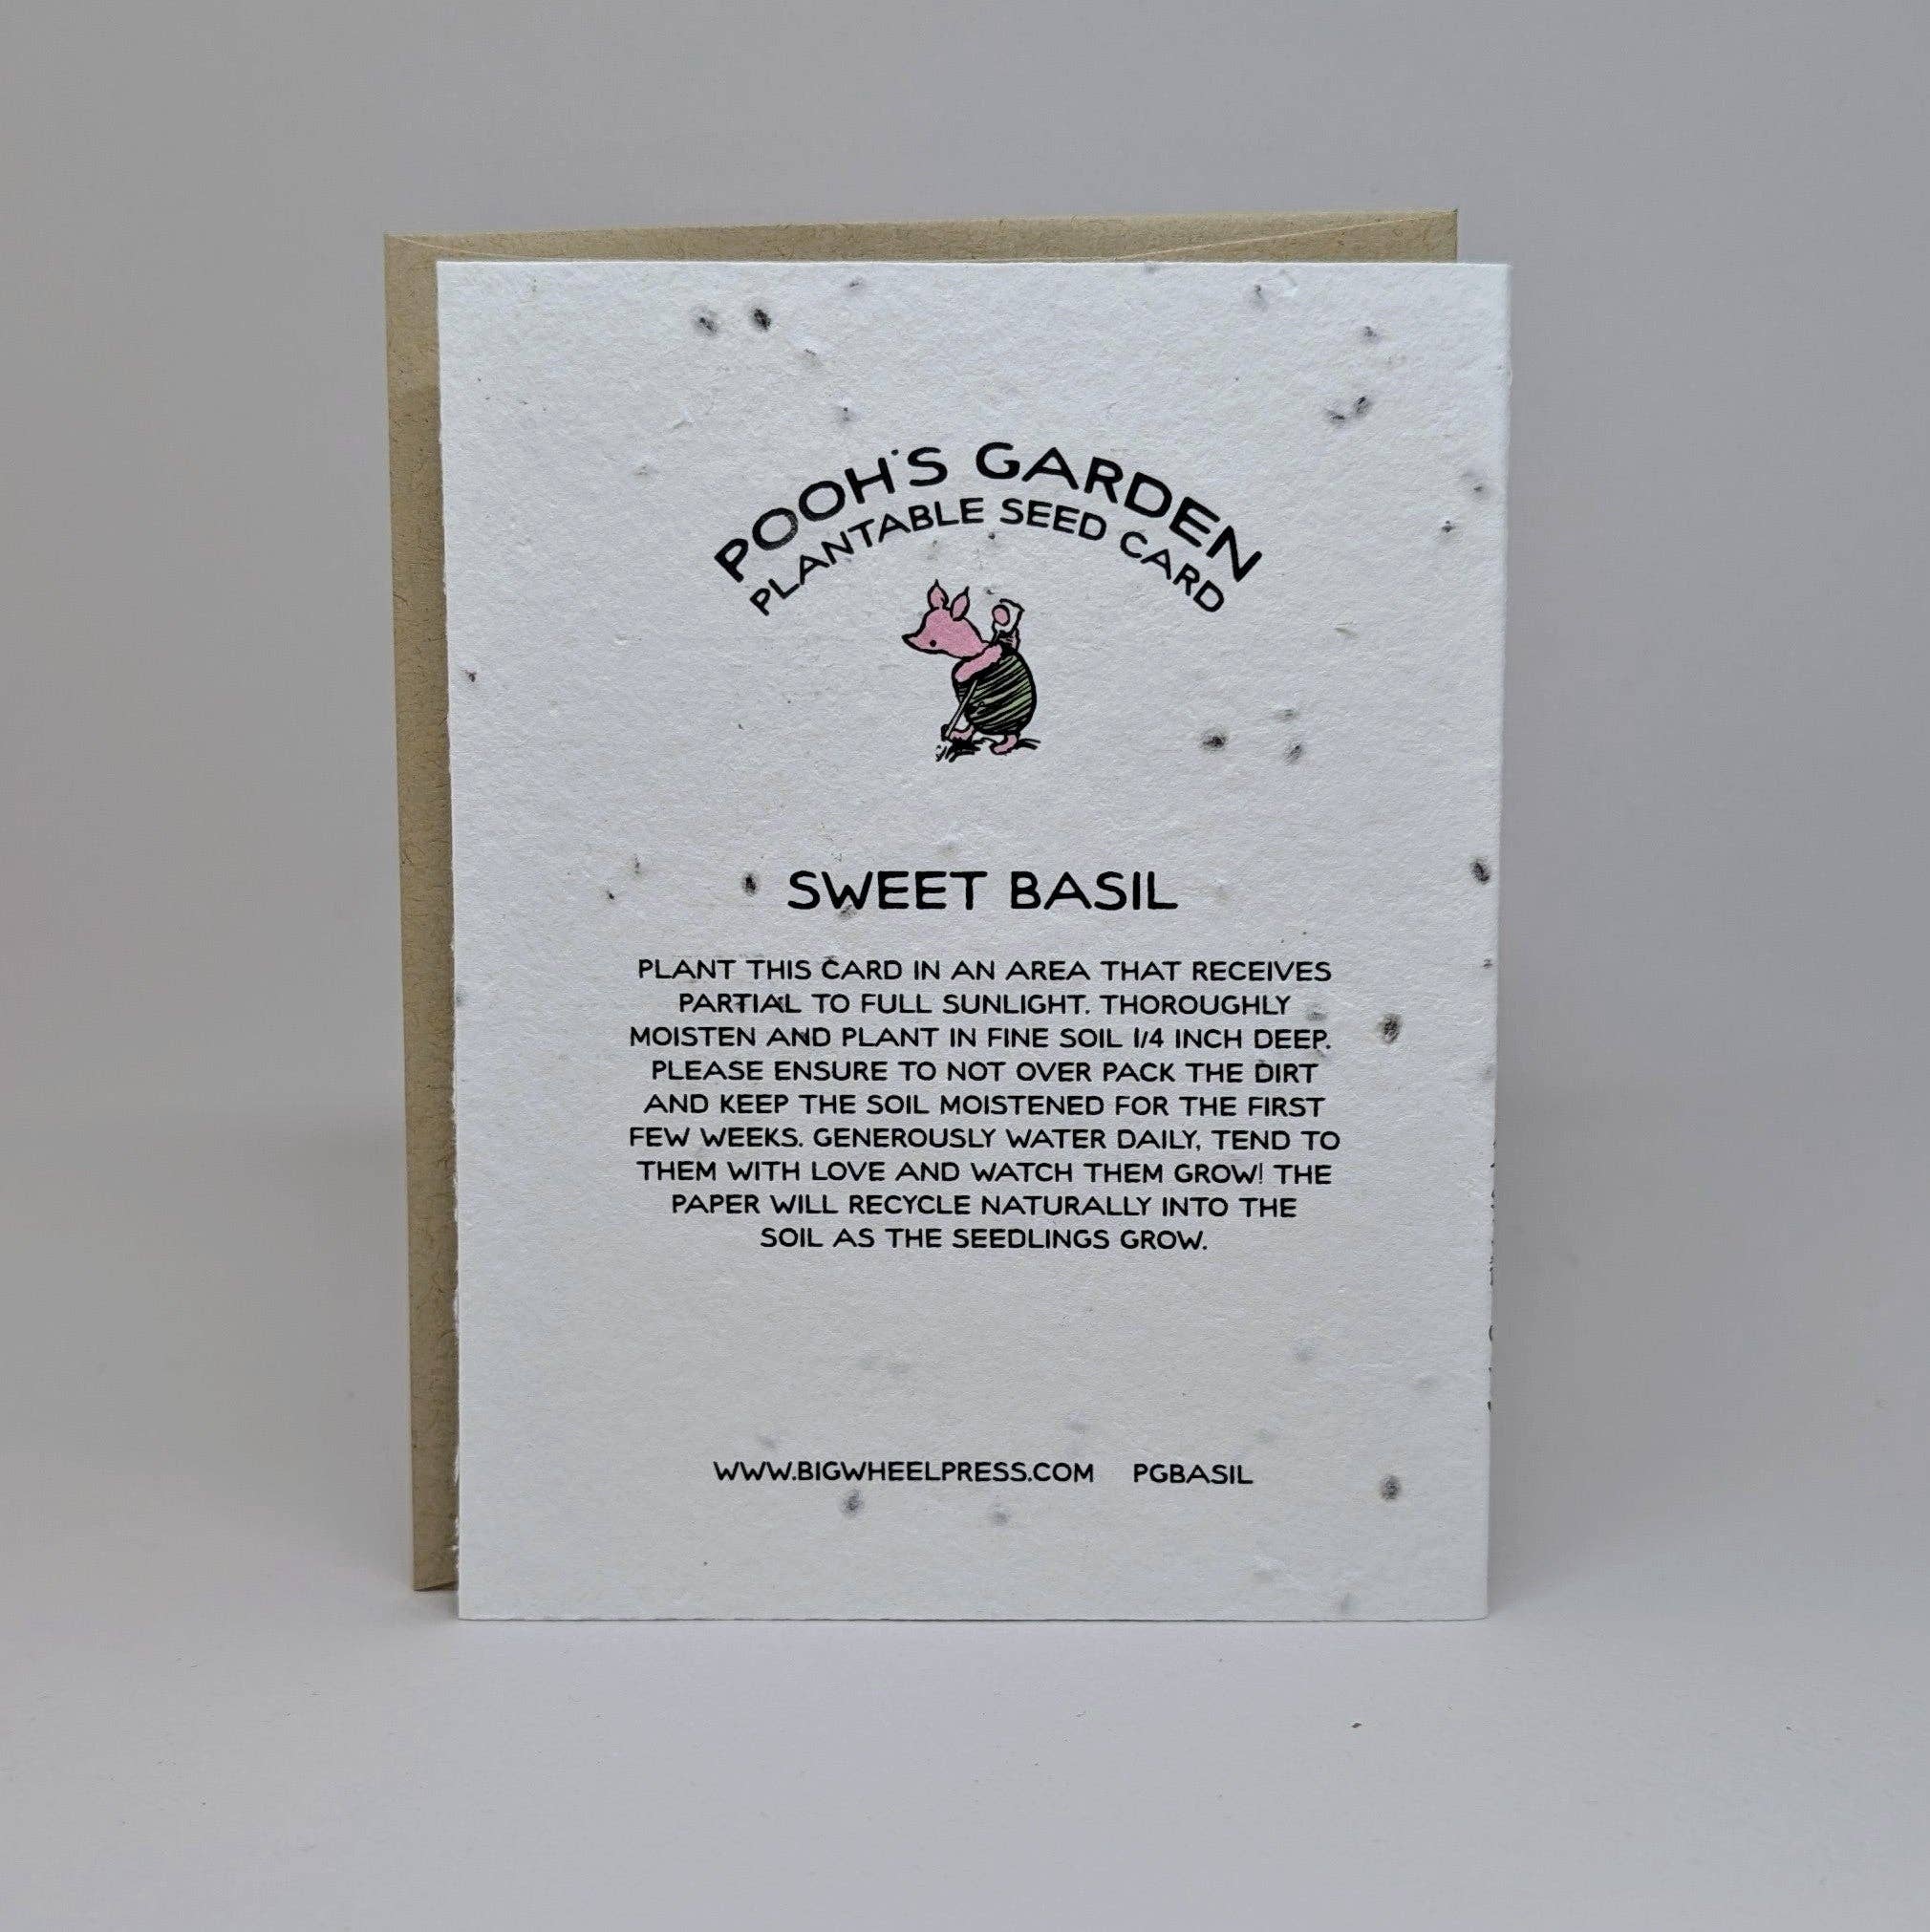 POOH'S GARDEN
PLANTABLE SEED CARD
SWEET BASIL
PLANT THIS CARD IN AN AREA THAT RECEIVES
PARTIAL TO FULL SUNLIGHT. THOROUGHLY
MOISTEN AND PLANT IN FINE SOIL 1/4 INCH DEEP.
PLEASE ENSURE TO NOT OVER PACK THE DIRT
AND KEEP THE SOIL MOISTENED FOR THE FIRST
FEW WEEKS. GENEROUSLY WATER DAILY, TEND TO
THEM WITH LOVE AND WATCH THEM GROW! THE
PAPER WILL RECYCLE NATURALLY INTO THE
SOIL AS THE SEEDLINGS GROW.
WWW.BIGWHEELPRESS.COM PGBASIL